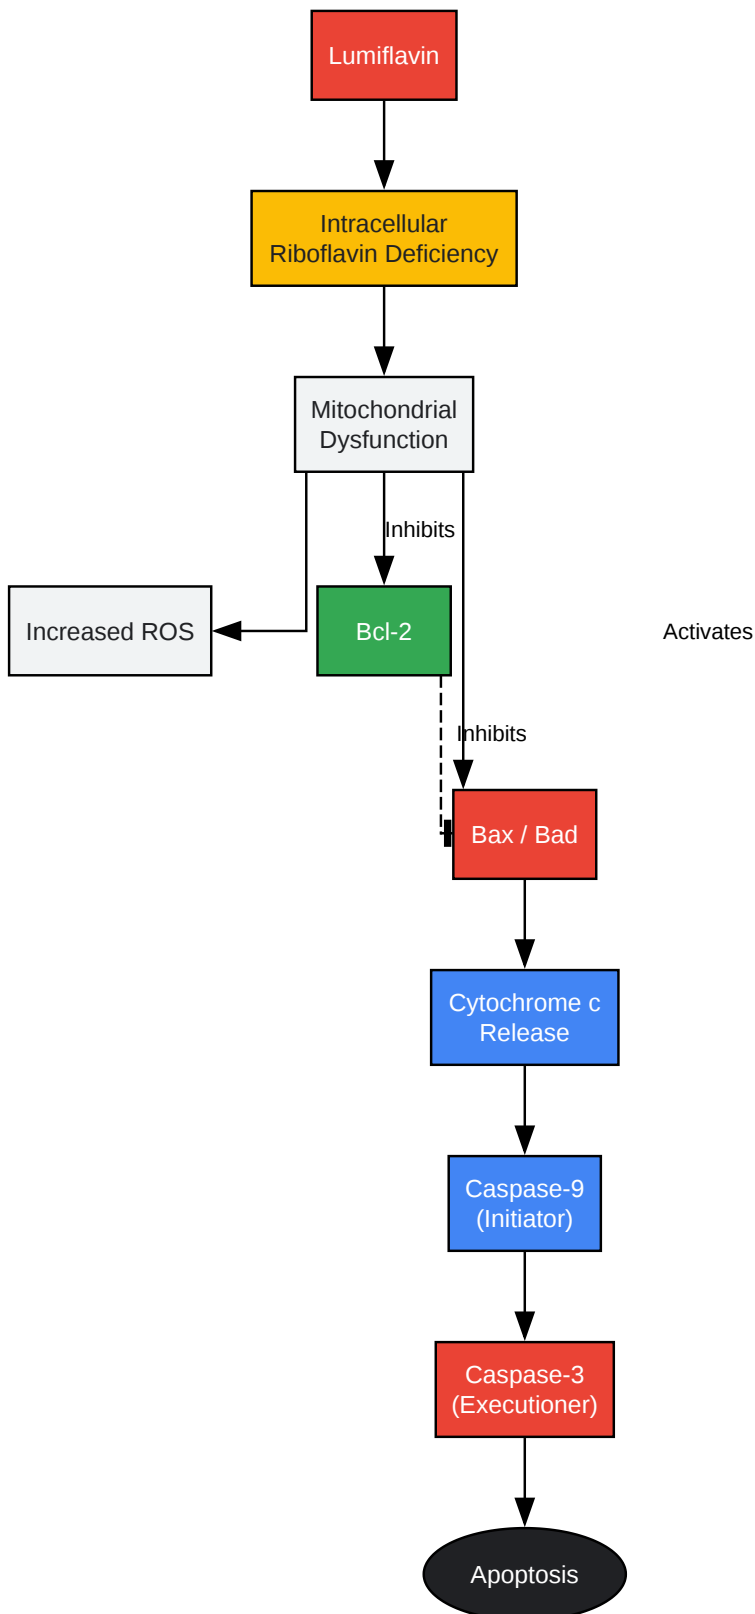 Lumiflavin
Intracellular
Riboflavin Deficiency
Mitochondrial
Dysfunction
Inhibits
Increased ROS
Bcl-2
Activates
Inhibits
Bax / Bad
Cytochrome c
Release
Caspase-9
(Initiator)
Caspase-3
(Executioner)
Apoptosis